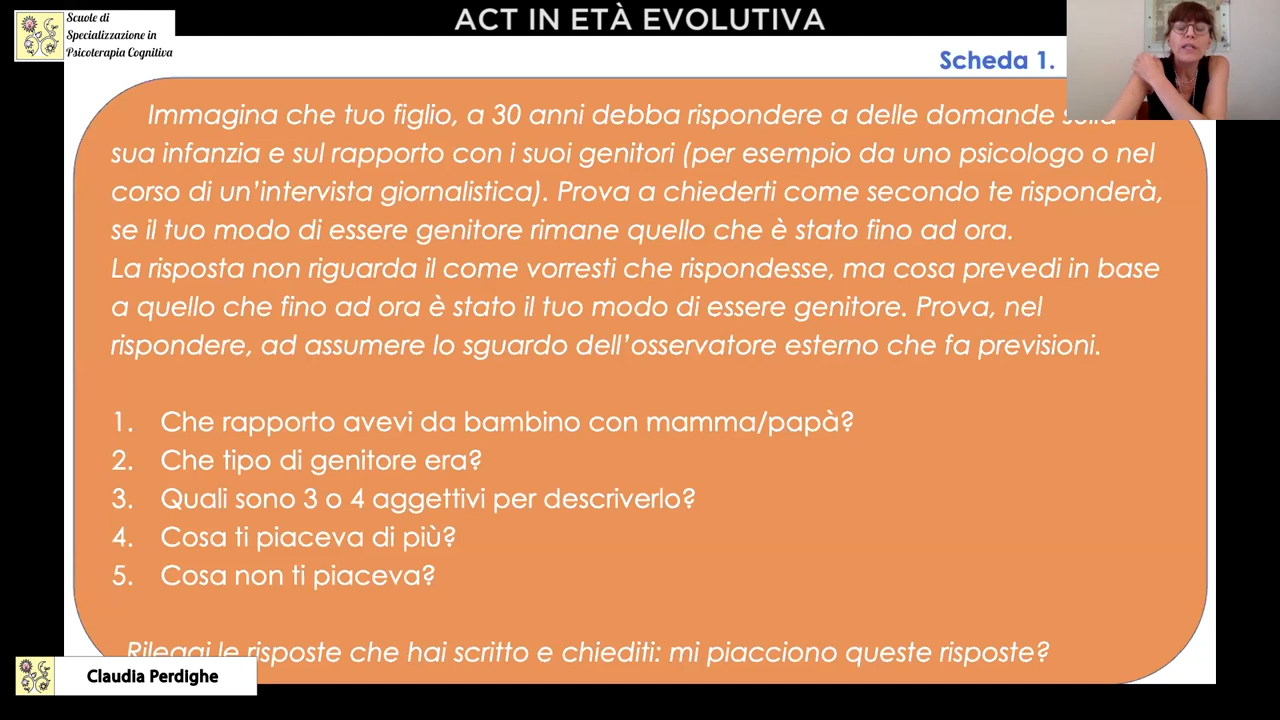 Scuole di
Specializzazione in
Psicoterapia Cognitiva
ACT IN ETÀ EVOLUTIVA
Scheda 1.
Immagina che tuo figlio, a 30 anni debba rispondere a delle domande sulla
sua infanzia e sul rapporto con i suoi genitori (per esempio da uno psicologo o nel
corso di un'intervista giornalistica). Prova a chiederti come secondo te risponderà,
se il tuo modo di essere genitore rimane quello che è stato fino ad ora.
La risposta non riguarda il come vorresti che rispondesse, ma cosa prevedi in base
a quello che fino ad ora è stato il tuo modo di essere genitore. Prova, nel
rispondere, ad assumere lo sguardo dell'osservatore esterno che fa previsioni.
1. Che rapporto avevi da bambino con mamma/papà?
2. Che tipo di genitore era?
3. Quali sono 3 o 4 aggettivi per descriverlo?
4. Cosa ti piaceva di più?
5. Cosa non ti piaceva?
Rileggi le risposte che hai scritto e chiediti: mi piacciono queste risposte?
Claudia Perdighe